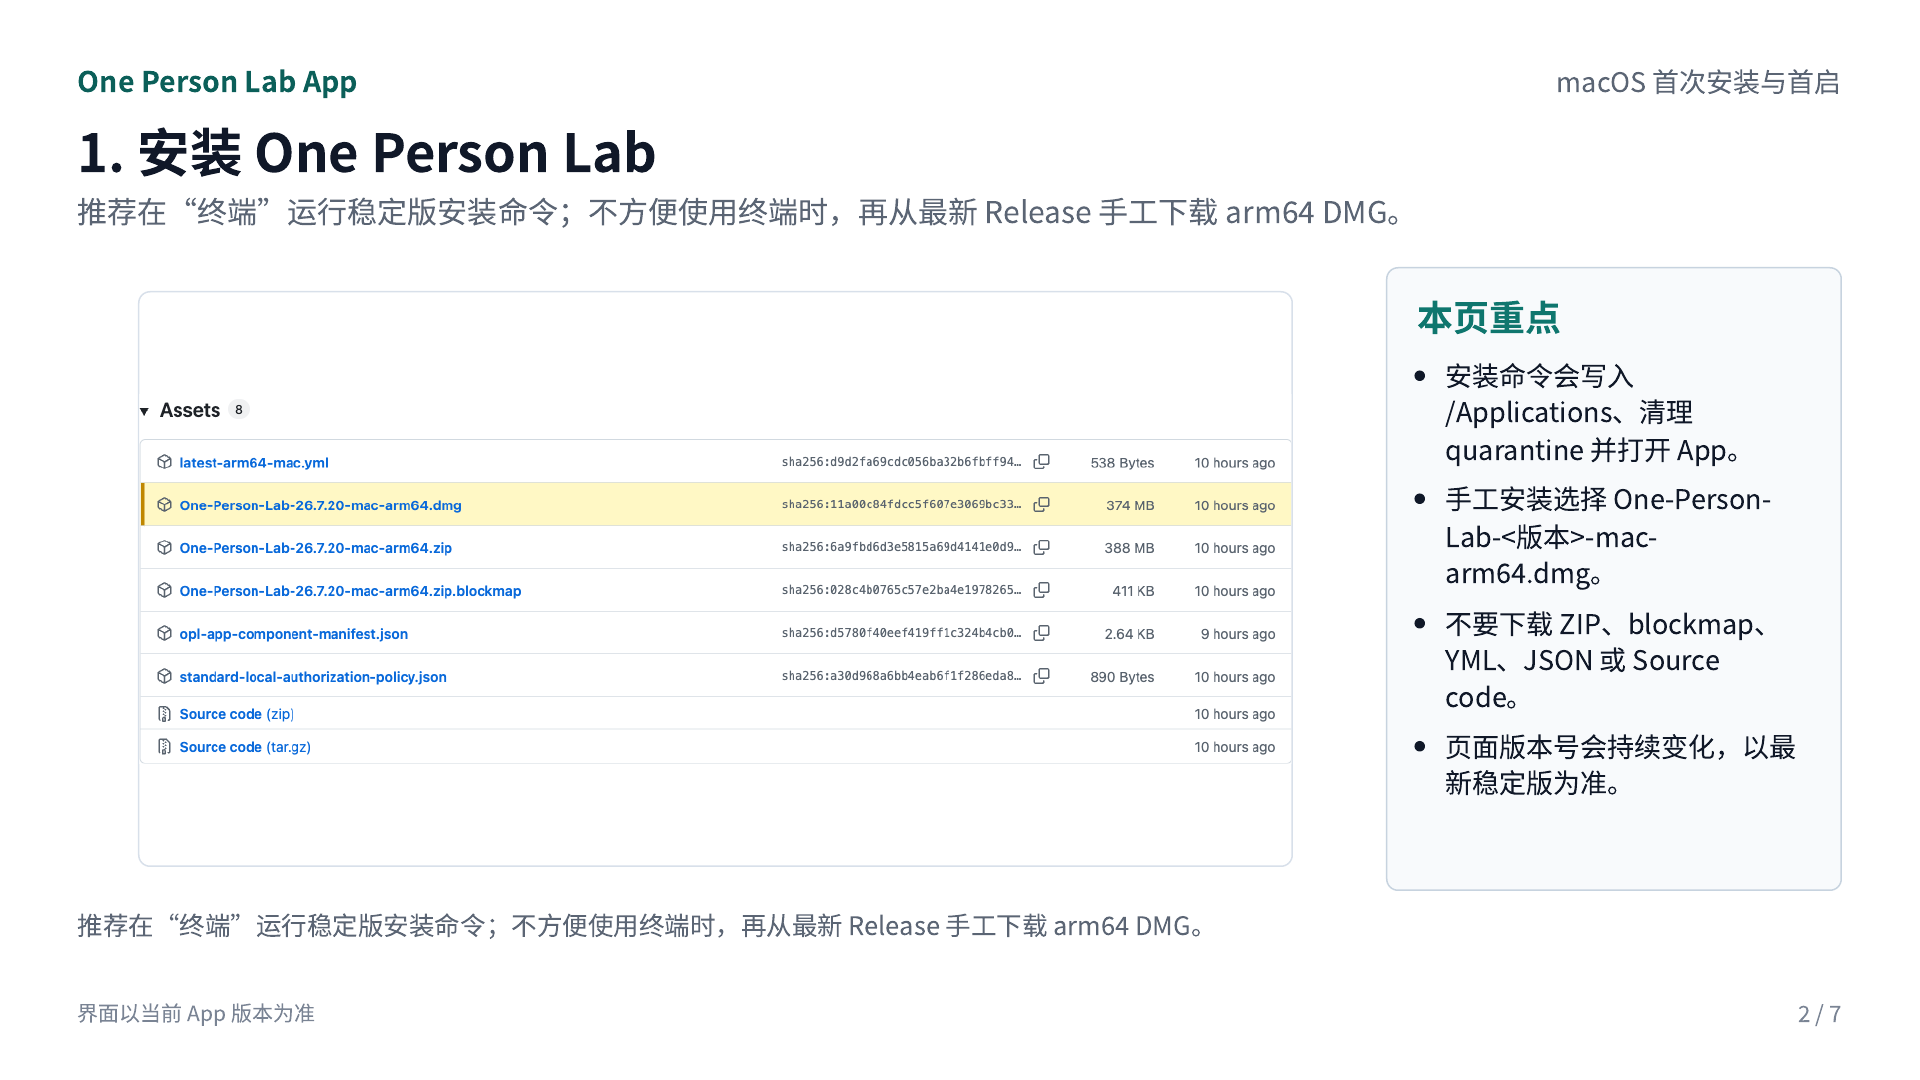 One Person Lab App
macOS 首次安装与首启
1. 安装 One Person Lab
推荐在“终端”运行稳定版安装命令；不方便使用终端时，再从最新 Release 手工下载 arm64 DMG。
Assets 8
latest-arm64-mac.yml sha256:d9d2fa69cdc056ba32b6fbff94… 538 Bytes 10 hours ago
One-Person-Lab-26.7.20-mac-arm64.dmg sha256:11a00c84fdcc5f607e3069bc33… 374 MB 10 hours ago
One-Person-Lab-26.7.20-mac-arm64.zip sha256:6a9fbd6d3e5815a69d4141e0d9… 388 MB 10 hours ago
One-Person-Lab-26.7.20-mac-arm64.zip.blockmap sha256:028c4b0765c57e2ba4e1978265… 411 KB 10 hours ago
opl-app-component-manifest.json sha256:d5780f40eef419ff1c324b4cb0… 2.64 KB 9 hours ago
standard-local-authorization-policy.json sha256:a30d968a6bb4eab6f1f286eda8… 890 Bytes 10 hours ago
Source code (zip) 10 hours ago
Source code (tar.gz) 10 hours ago
本页重点
• 安装命令会写入
/Applications、清理
quarantine 并打开 App。
• 手工安装选择 One-Person-
Lab-<版本>-mac-
arm64.dmg。
• 不要下载 ZIP、blockmap、
YML、JSON 或 Source
code。
• 页面版本号会持续变化，以最
新稳定版为准。
推荐在“终端”运行稳定版安装命令；不方便使用终端时，再从最新 Release 手工下载 arm64 DMG。
界面以当前 App 版本为准
2 / 7